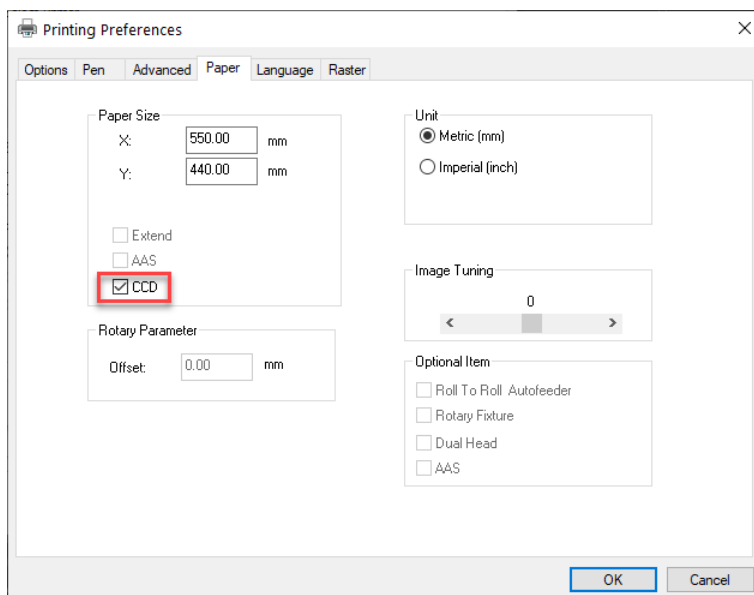 Printing Preferences
Options Pen Advanced Paper Language Raster
Paper Size
X: 550.00 mm
Y: 440.00 mm
Extend
AAS
CCD
Rotary Parameter
Offset: 0.00 mm
Unit
Metric (mm)
Imperial (inch)
Image Tuning
0
Optional Item
Roll To Roll Autofeeder
Rotary Fixture
Dual Head
AAS
OK Cancel